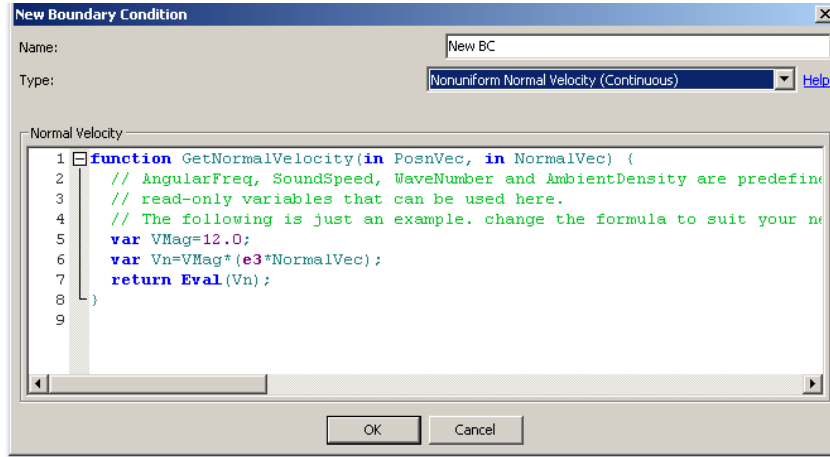 New Boundary Condition
Name: New BC
Type: Nonuniform Normal Velocity (Continuous) Help
Normal Velocity
1 function GetNormalVelocity(in PosnVec, in NormalVec) {
2 // AngularFreq, SoundSpeed, WaveNumber and AmbientDensity are predefine
3 // read-only variables that can be used here.
4 // The following is just an example. change the formula to suit your ne
5 var VMag=12.0;
6 var Vn=VMag*(e3*NormalVec);
7 return Eval(Vn);
8 }
9
OK Cancel